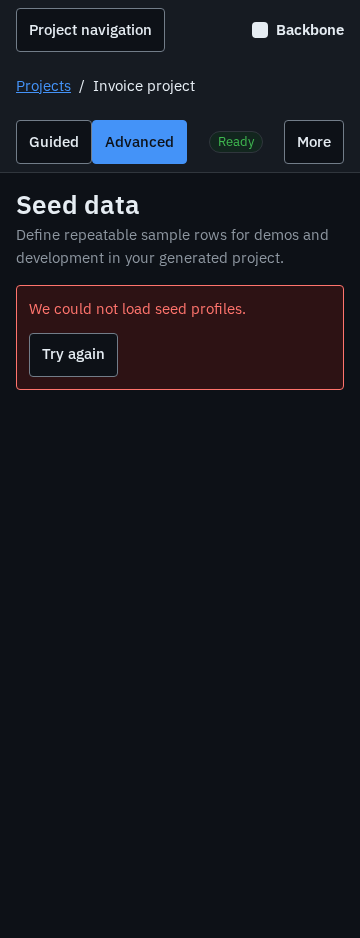 Project navigation
Backbone
Projects / Invoice project
Guided Advanced Ready More
Seed data
Define repeatable sample rows for demos and
development in your generated project.
We could not load seed profiles.
Try again